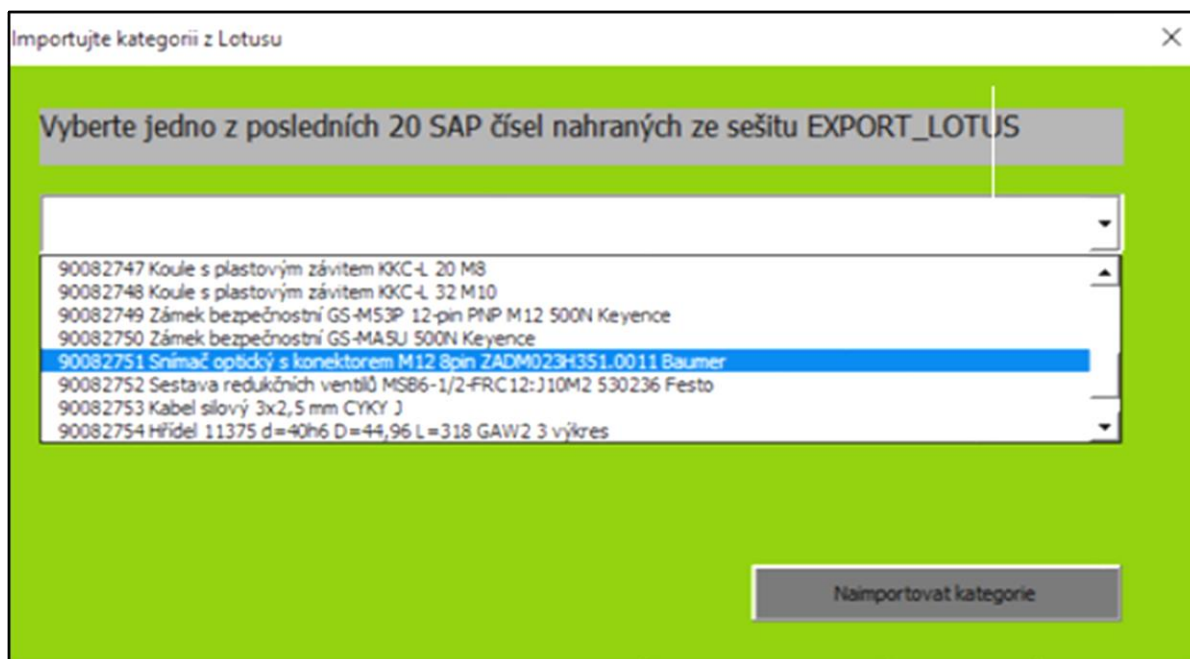 Importujte kategorii z Lotusu
Vyberte jedno z posledních 20 SAP čísel nahraných ze sešitu EXPORT_LOTUS
90082747 Koule s plastovým závitem KKC-L 20 M8
90082748 Koule s plastovým závitem KKC-L 32 M10
90082749 Zámek bezpečnostní GS-M53P 12-pin PNP M12 500N Keyence
90082750 Zámek bezpečnostní GS-MA5U 500N Keyence
90082751 Snímač optický s konektorem M12 8pin ZADM023H351.0011 Baumer
90082752 Sestava redukčních ventilů MSB6-1/2-FRC12:J10M2 530236 Festo
90082753 Kabel silový 3x2,5 mm CYKY J
90082754 Hřídel 11375 d=40h6 D=44,96 L=318 GAW2 3 výkres
Naimportovat kategorie